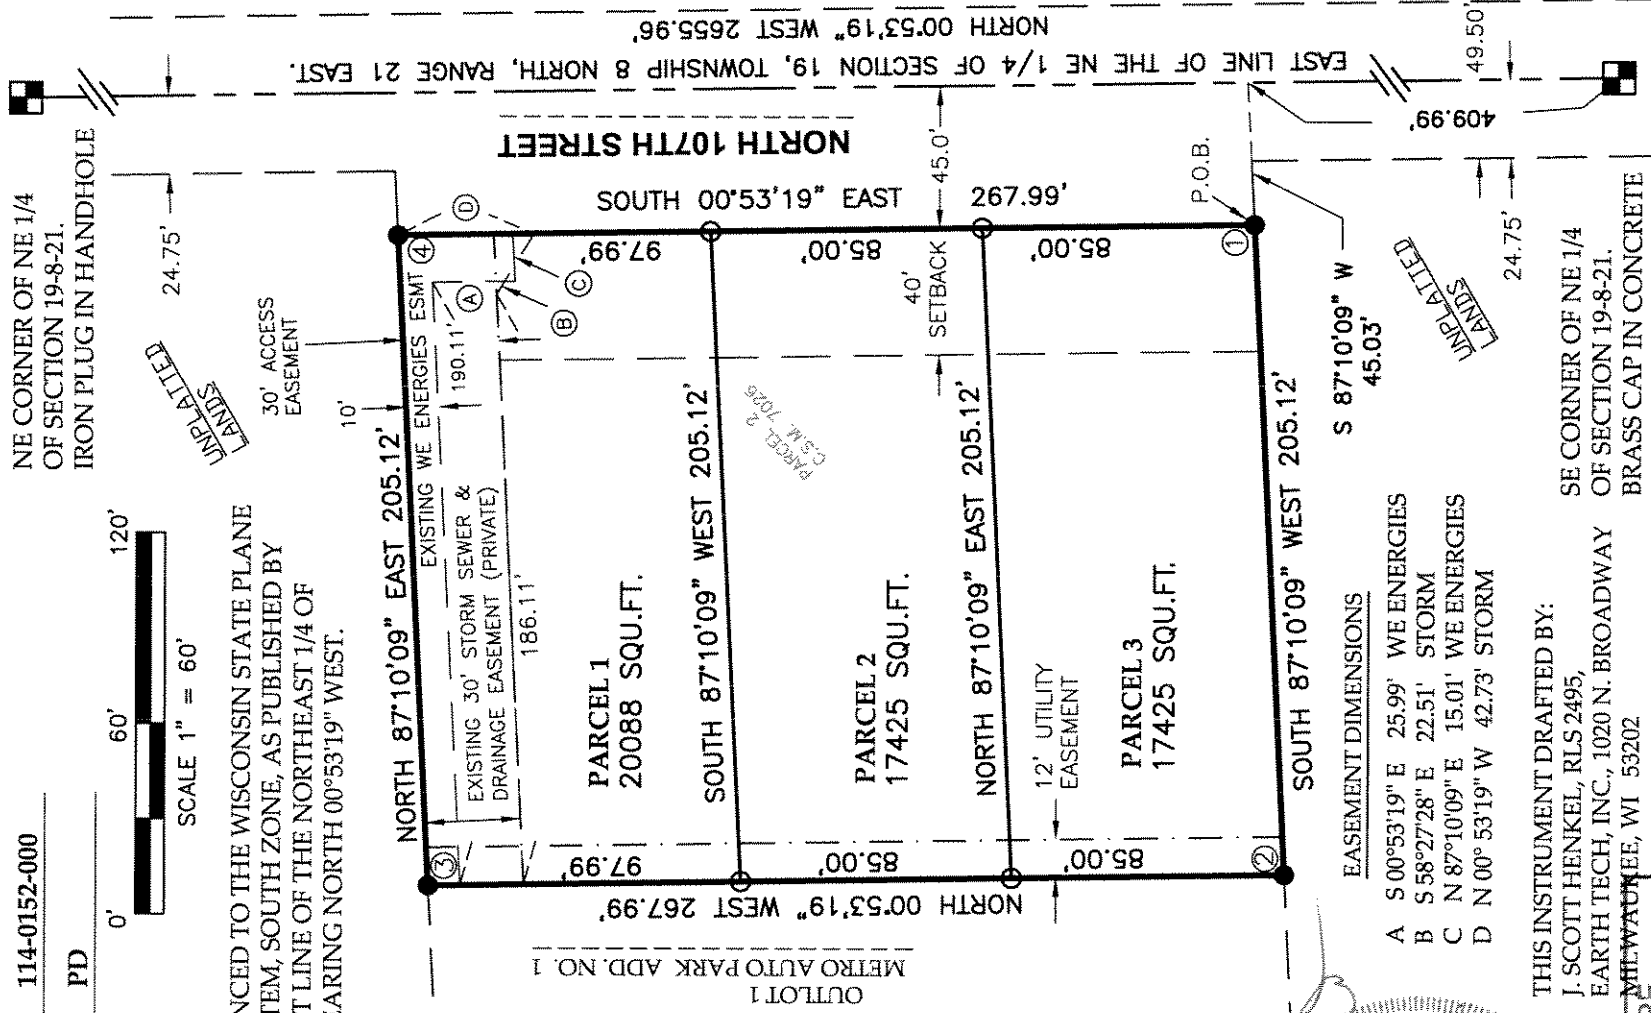 114-0152-000
PD
0'
60'
120'
SCALE 1" = 60'
NCED TO THE WISCONSIN STATE PLANE
TEM, SOUTH ZONE, AS PUBLISHED BY
T LINE OF THE NORTHEAST 1/4 OF
EARING NORTH 00°53'19" WEST.
NE CORNER OF NE 1/4
OF SECTION 19-8-21.
IRON PLUG IN HANDHOLE
24.75'
UNPLATTED
LANDS
30' ACCESS
EASEMENT
10'
NORTH 87°10'09" EAST 205.12'
EXISTING WE ENERGIES ESMT
190.11'
EXISTING 30' STORM SEWER &
DRAINAGE EASEMENT (PRIVATE)
186.11'
A
B
C
D
4
3
97.99'
97.99'
PARCEL 1
20088 SQU.FT.
SOUTH 87°10'09" WEST 205.12'
PARCEL 2
C.S.M. 7026
PARCEL 2
17425 SQU.FT.
85.00'
85.00'
40'
SETBACK
45.0'
NORTH 87°10'09" EAST 205.12'
12' UTILITY
EASEMENT
PARCEL 3
17425 SQU.FT.
85.00'
85.00'
1
2
SOUTH 87°10'09" WEST 205.12'
SOUTH 00°53'19" EAST 267.99'
NORTH 00°53'19" WEST 267.99'
OUTLOT 1
METRO AUTO PARK ADD. NO. 1
NORTH 107TH STREET
EAST LINE OF THE NE 1/4 OF SECTION 19, TOWNSHIP 8 NORTH, RANGE 21 EAST.
NORTH 00°53'19" WEST 2655.96'
P.O.B.
409.99'
49.50'
24.75'
S 87°10'09" W
45.03'
UNPLATTED
LANDS
SE CORNER OF NE 1/4
OF SECTION 19-8-21.
BRASS CAP IN CONCRETE
EASEMENT DIMENSIONS
A S 00°53'19" E 25.99' WE ENERGIES
B S 58°27'28" E 22.51' STORM
C N 87°10'09" E 15.01' WE ENERGIES
D N 00° 53'19" W 42.73' STORM
THIS INSTRUMENT DRAFTED BY:
J. SCOTT HENKEL, RLS 2495,
EARTH TECH, INC., 1020 N. BROADWAY
MILWAUKEE, WI 53202